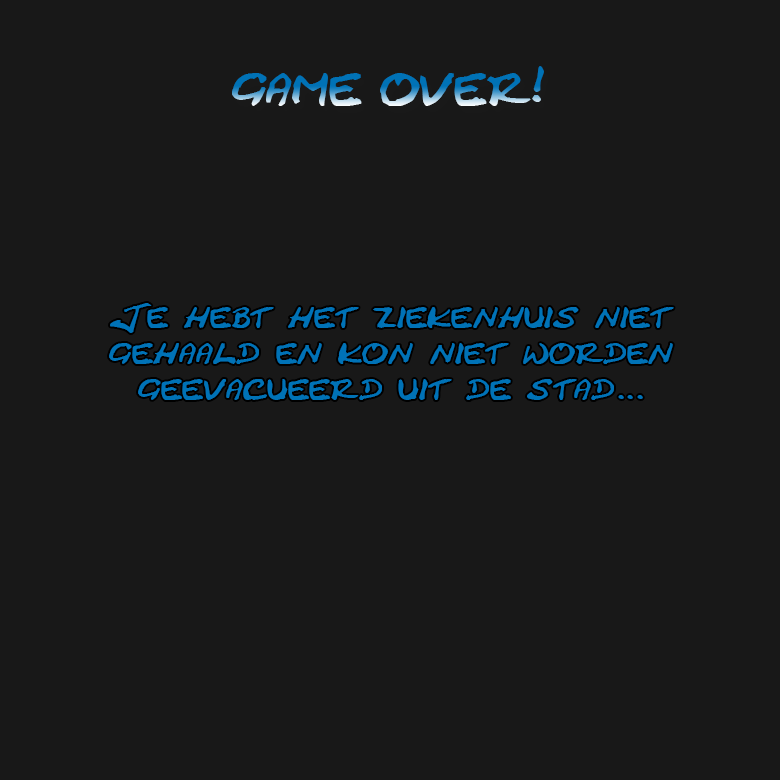 Game Over!
Je hebt het ziekenhuis niet
gehaald en kon niet worden
geevacueerd uit de stad...